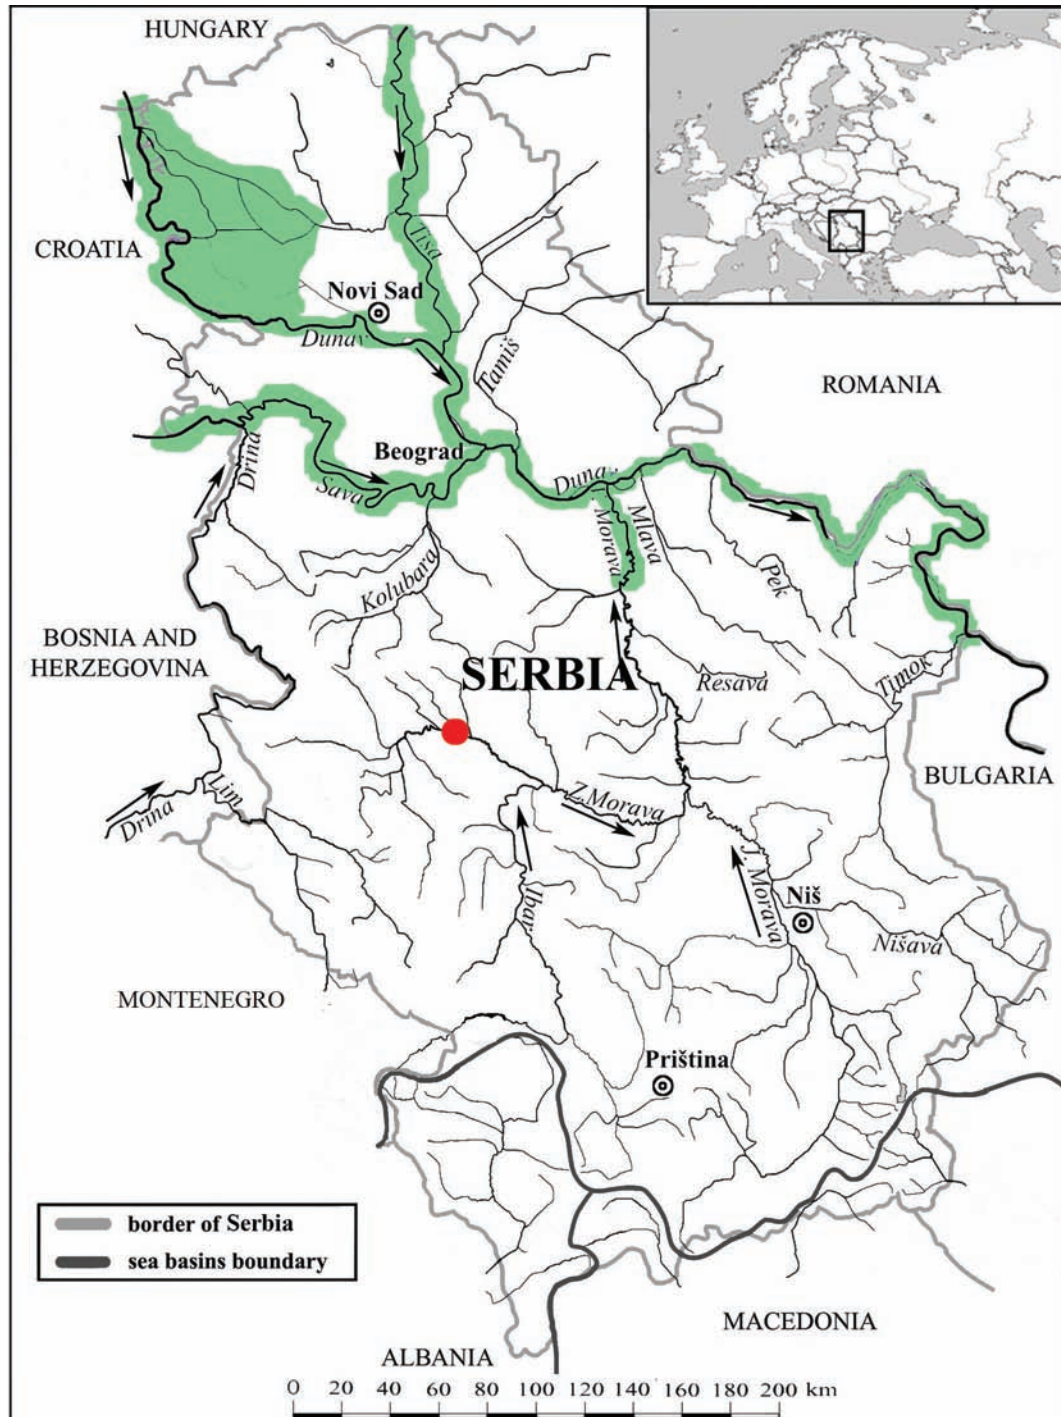 HUNGARY
CROATIA
Tisa
Novi Sad
Dunav
Tamiš
ROMANIA
Beograd
Drina
Sava
Dunav
Morava
Mlava
Pek
Kolubara
BOSNIA AND
HERZEGOVINA
SERBIA
Resava
Timok
BULGARIA
Drina
Lim
Z.Morava
J. Morava
Ibar
Niš
Nišava
MONTENEGRO
Priština
border of Serbia
sea basins boundary
MACEDONIA
ALBANIA
0 20 40 60 80 100 120 140 160 180 200 km